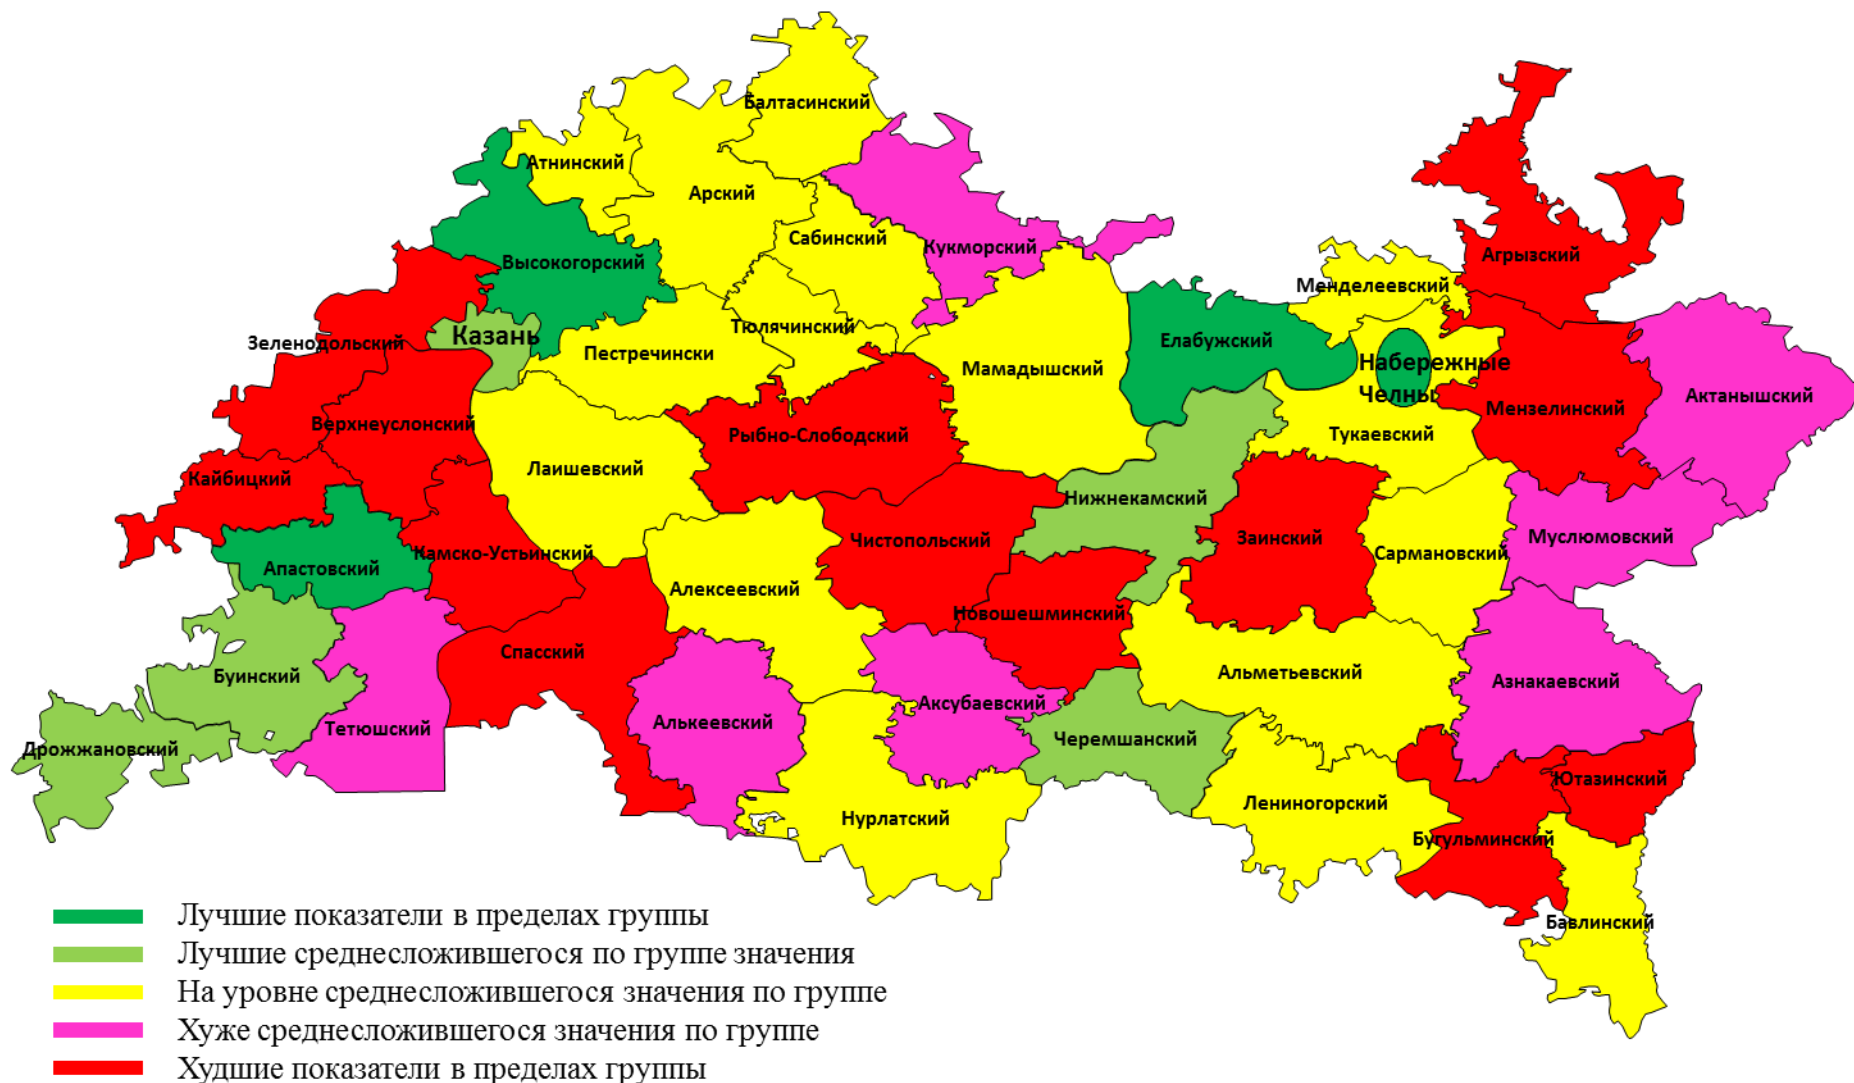 Балтасинский
Атнинский
Арский
Сабинский
Кукморский
Высокогорский
Агрызский
Менделеевский
Казань
Тюлячинский
Зеленодольский
Пестречински
Елабужский
Мамадышский
Набережные
Челны
Актанышский
Мензелинский
Верхнеуслонский
Рыбно-Слободский
Тукаевский
Лаишевский
Кайбицкий
Нижнекамский
Чистопольский
Заинский
Муслюмовский
Камско-Устьинский
Сармановский
Апастовский
Алексеевский
Новошешминский
Спасский
Буинский
Альметьевский
Азнакаевский
Аксубаевский
Алькеевский
Тетюшский
Черемшанский
Дрожжановский
Ютазинский
Лениногорский
Нурлатский
Бугульминский
Бавлинский
Лучшие показатели в пределах группы
Лучшие среднесложившегося по группе значения
На уровне среднесложившегося значения по группе
Хуже среднесложившегося значения по группе
Худшие показатели в пределах группы